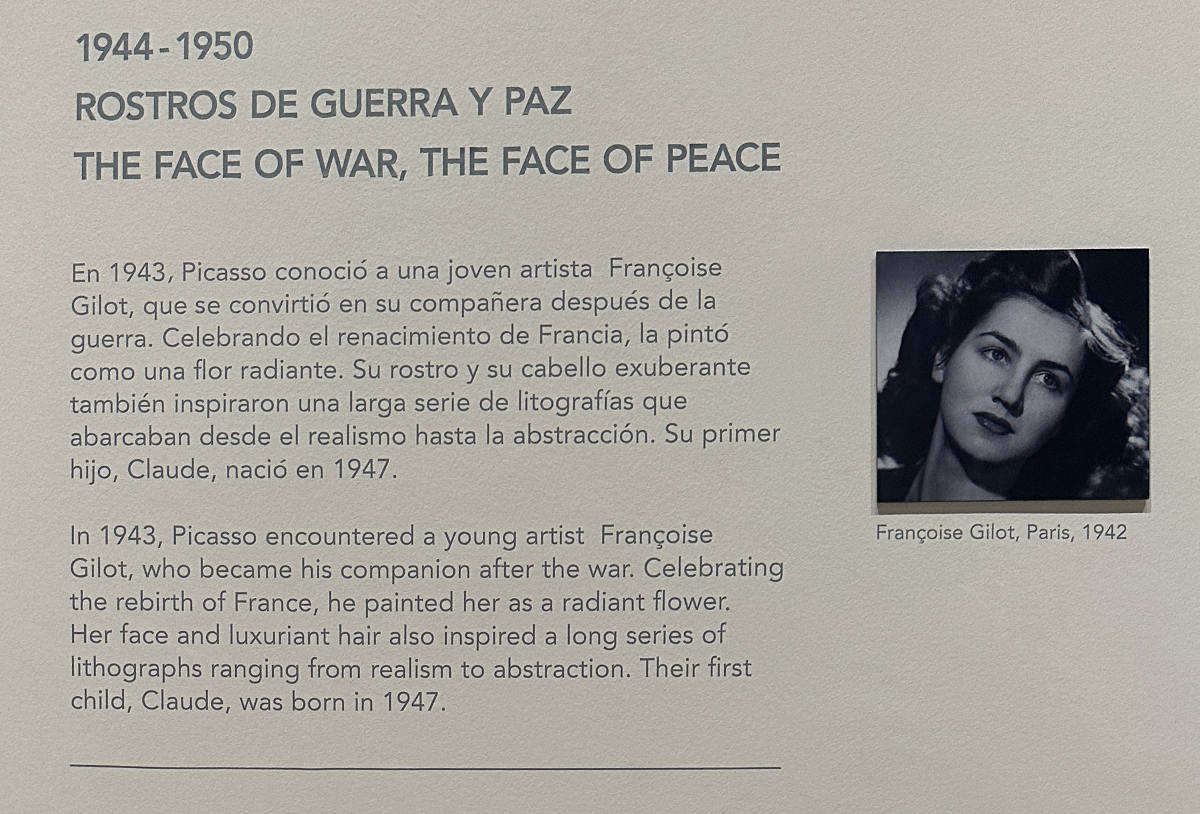 1944-1950
ROSTROS DE GUERRA Y PAZ
THE FACE OF WAR, THE FACE OF PEACE
En 1943, Picasso conoció a una joven artista  Françoise
Gilot, que se convirtió en su compañera después de la
guerra. Celebrando el renacimiento de Francia, la pintó
como una flor radiante. Su rostro y su cabello exuberante
también inspiraron una larga serie de litografías que
abarcaban desde el realismo hasta la abstracción. Su primer
hijo, Claude, nació en 1947.
In 1943, Picasso encountered a young artist  Françoise
Gilot, who became his companion after the war. Celebrating
the rebirth of France, he painted her as a radiant flower.
Her face and luxuriant hair also inspired a long series of
lithographs ranging from realism to abstraction. Their first
child, Claude, was born in 1947.
Françoise Gilot, Paris, 1942